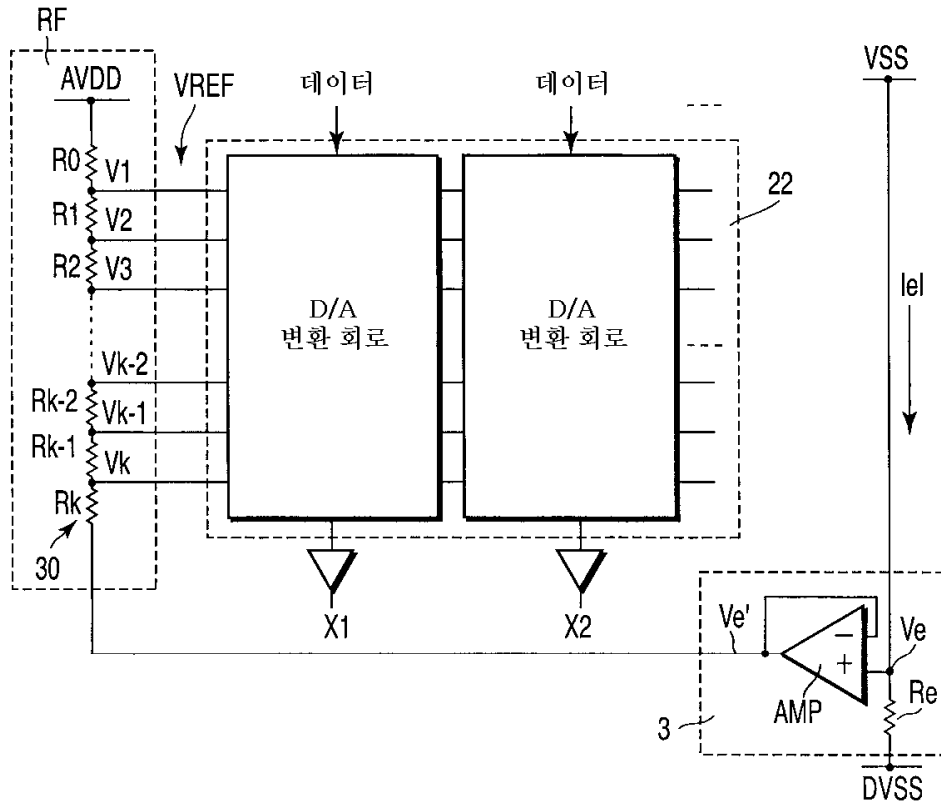 RF
AVDD
VREF
데이터
데이터
VSS
R0
V1
R1
V2
R2
V3
22
Iel
D/A
변환 회로
D/A
변환 회로
Vk-2
Rk-2
Vk-1
Rk-1
Vk
Rk
30
X1
X2
Ve'
Ve
AMP
Re
3
DVSS